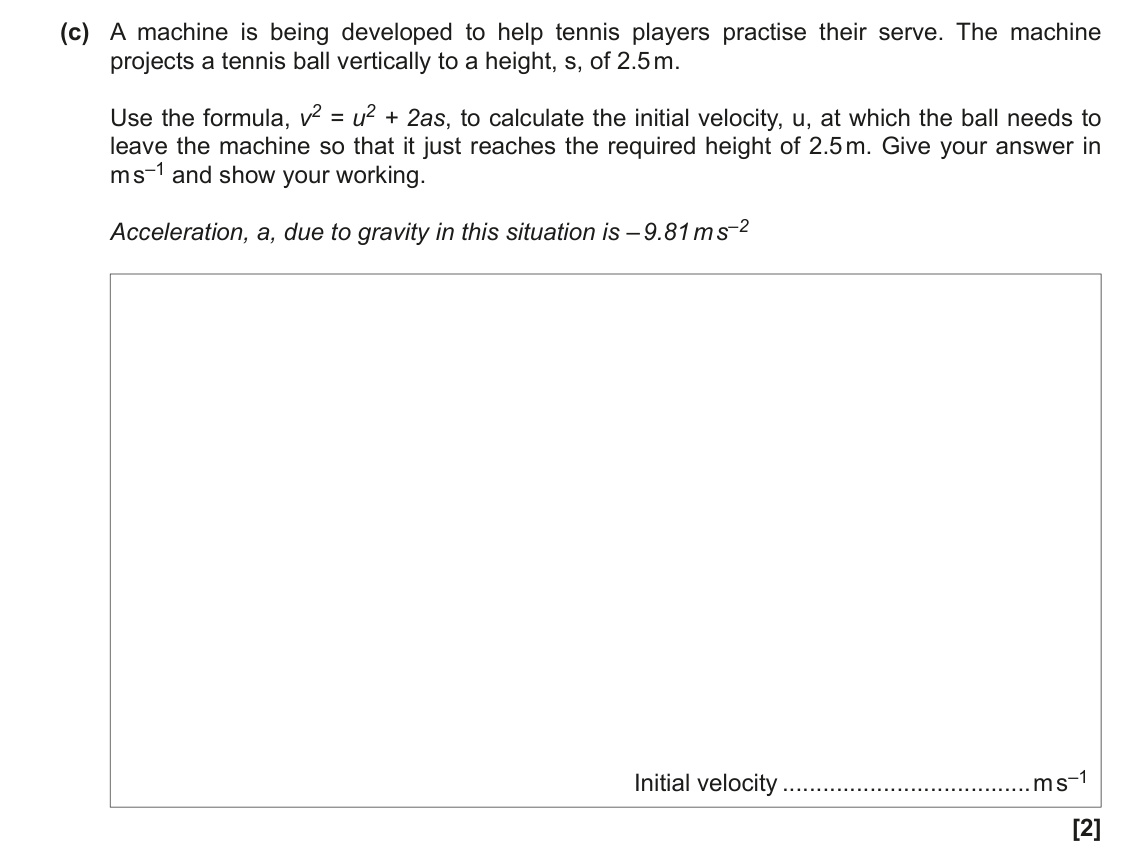 (c) A machine is being developed to help tennis players practise their serve. The machine
projects a tennis ball vertically to a height, s, of 2.5 m.
Use the formula, v² = u² + 2as, to calculate the initial velocity, u, at which the ball needs to
leave the machine so that it just reaches the required height of 2.5 m. Give your answer in
m s⁻¹ and show your working.
Acceleration, a, due to gravity in this situation is –9.81 m s⁻²
Initial velocity ..................................... m s⁻¹
[2]